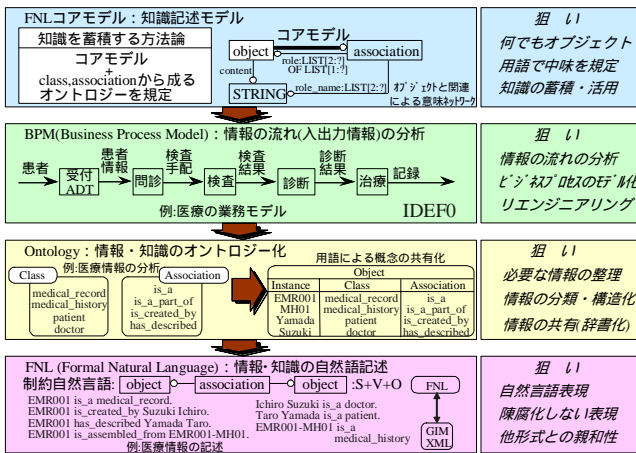 FNLコアモデル：知識記述モデル
知識を蓄積する方法論
コアモデル
+
class,associationから成る
オントロジーを規定
コアモデル
object
association
role:LIST[2:?]
OF LIST[1:?]
content
STRING
role_name:LIST[2:?]
オブジェクトと関連
による意味ネットワーク
狙 い
何でもオブジェクト
用語で中味を規定
知識の蓄積・活用
BPM(Business Process Model)：情報の流れ(入出力情報)の分析
患者
受付
ADT
患者
情報
問診
検査
手配
検査
検査
結果
診断
診断
結果
治療
記録
例:医療の業務モデル
IDEF0
狙 い
情報の流れの分析
ビジネスプロセスのモデル化
リエンジニアリング
Ontology：情報・知識のオントロジー化
例:医療情報の分析
Class
medical_record
medical_history
patient
doctor
Association
is_a
is_a_part_of
is_created_by
has_described
用語による概念の共有化
Object
Instance Class Association
EMR001 medical_record is_a
MH01 medical_history is_a_part_of
Yamada patient is_created_by
Suzuki doctor has_described
狙 い
必要な情報の整理
情報の分類・構造化
情報の共有(辞書化)
FNL (Formal Natural Language)：情報・知識の自然語記述
制約自然言語: object association object :S+V+O
EMR001 is_a medical_record.
EMR001 is_created_by Suzuki Ichiro.
EMR001 has_described Yamada Taro.
EMR001 is_assembled_from EMR001-MH01.
例:医療情報の記述
Ichiro Suzuki is_a doctor.
Taro Yamada is_a patient.
EMR001-MH01 is_a
medical_history
FNL
GIM
XML
狙 い
自然言語表現
陳腐化しない表現
他形式との親和性